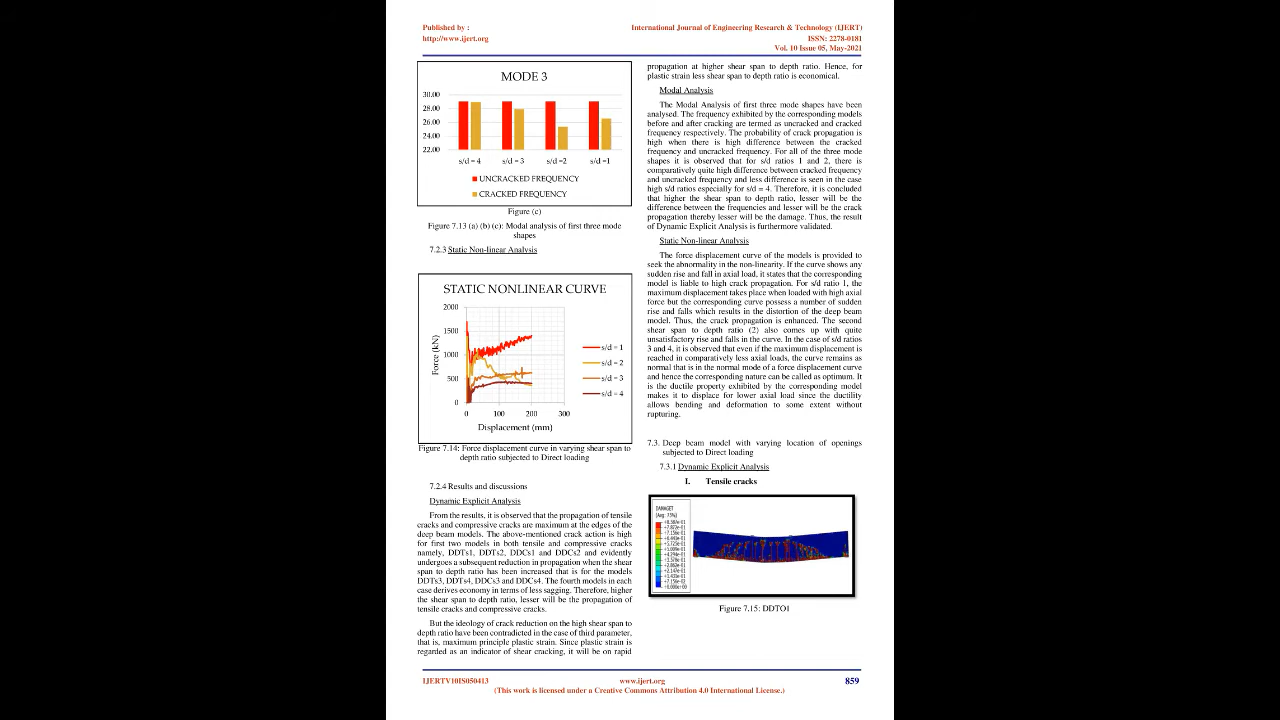 Published by :
http://www.ijert.org
International Journal of Engineering Research & Technology (IJERT)
ISSN: 2278-0181
Vol. 10 Issue 05, May-2021
MODE 3
30.00
28.00
26.00
24.00
22.00
s/d = 4
s/d = 3
s/d =2
s/d =1
UNCRACKED FREQUENCY
CRACKED FREQUENCY
Figure (c)
Figure 7.13 (a) (b) (c): Modal analysis of first three mode
shapes
7.2.3 Static Non-linear Analysis
STATIC NONLINEAR CURVE
2000
1500
1000
500
0
Force (kN)
0
100
200
300
Displacement (mm)
s/d = 1
s/d = 2
s/d = 3
s/d = 4
Figure 7.14: Force displacement curve in varying shear span to
depth ratio subjected to Direct loading
7.2.4 Results and discussions
Dynamic Explicit Analysis
From the results, it is observed that the propagation of tensile
cracks and compressive cracks are maximum at the edges of the
deep beam models. The above-mentioned crack action is high
for first two models in both tensile and compressive cracks
namely, DDTs1, DDTs2, DDCs1 and DDCs2 and evidently
undergoes a subsequent reduction in propagation when the shear
span to depth ratio has been increased that is for the models
DDTs3, DDTs4, DDCs3 and DDCs4. The fourth models in each
case derives economy in terms of less sagging. Therefore, higher
the shear span to depth ratio, lesser will be the propagation of
tensile cracks and compressive cracks.
But the ideology of crack reduction on the high shear span to
depth ratio have been contradicted in the case of third parameter,
that is, maximum principle plastic strain. Since plastic strain is
regarded as an indicator of shear cracking, it will be on rapid
propagation at higher shear span to depth ratio. Hence, for
plastic strain less shear span to depth ratio is economical.
Modal Analysis
The Modal Analysis of first three mode shapes have been
analysed. The frequency exhibited by the corresponding models
before and after cracking are termed as uncracked and cracked
frequency respectively. The probability of crack propagation is
high when there is high difference between the cracked
frequency and uncracked frequency. For all of the three mode
shapes it is observed that for s/d ratios 1 and 2, there is
comparatively quite high difference between cracked frequency
and uncracked frequency and less difference is seen in the case
high s/d ratios especially for s/d = 4. Therefore, it is concluded
that higher the shear span to depth ratio, lesser will be the
difference between the frequencies and lesser will be the crack
propagation thereby lesser will be the damage. Thus, the result
of Dynamic Explicit Analysis is furthermore validated.
Static Non-linear Analysis
The force displacement curve of the models is provided to
seek the abnormality in the non-linearity. If the curve shows any
sudden rise and fall in axial load, it states that the corresponding
model is liable to high crack propagation. For s/d ratio 1, the
maximum displacement takes place when loaded with high axial
force but the corresponding curve possess a number of sudden
rise and falls which results in the distortion of the deep beam
model. Thus, the crack propagation is enhanced. The second
shear span to depth ratio (2) also comes up with quite
unsatisfactory rise and falls in the curve. In the case of s/d ratios
3 and 4, it is observed that even if the maximum displacement is
reached in comparatively less axial loads, the curve remains as
normal that is in the normal mode of a force displacement curve
and hence the corresponding nature can be called as optimum. It
is the ductile property exhibited by the corresponding model
makes it to displace for lower axial load since the ductility
allows bending and deformation to some extent without
rupturing.
7.3. Deep beam model with varying location of openings
subjected to Direct loading
7.3.1 Dynamic Explicit Analysis
I. Tensile cracks
DAMAGET
(Avg: 75%)
Figure 7.15: DDTO1
IJERTV10IS050413
www.ijert.org
859
(This work is licensed under a Creative Commons Attribution 4.0 International License.)